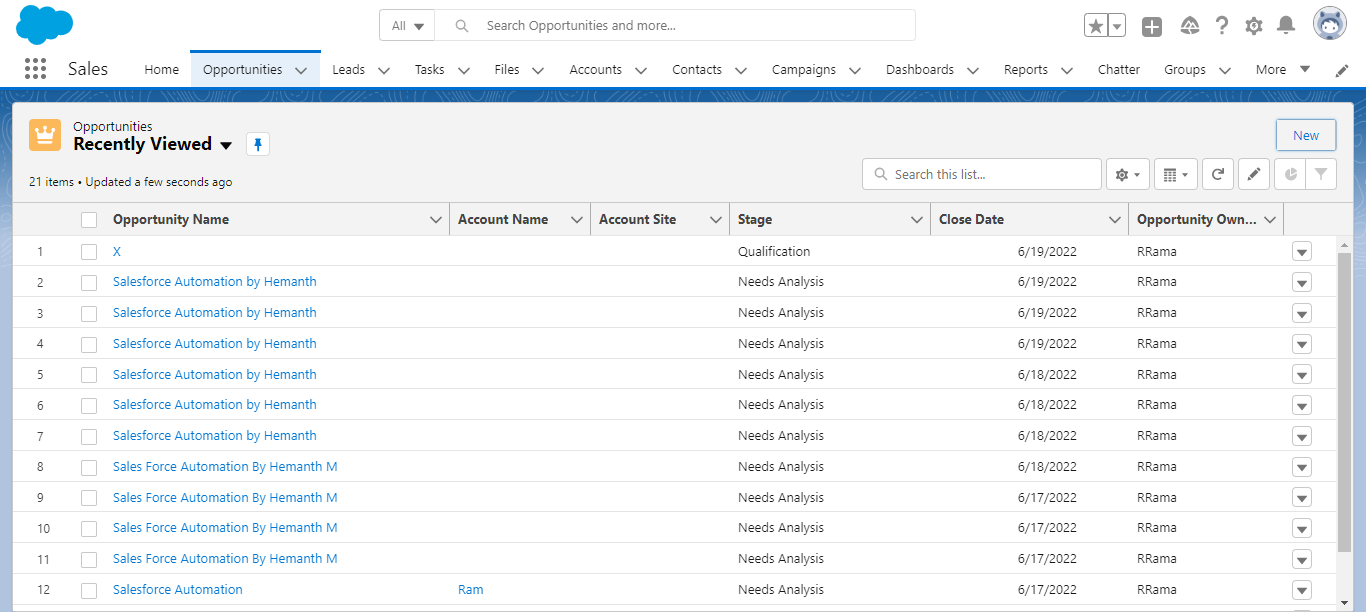 All Search Opportunities and more...
Sales Home Opportunities Leads Tasks Files Accounts Contacts Campaigns Dashboards Reports Chatter Groups More
Opportunities
Recently Viewed
New
21 items • Updated a few seconds ago
Search this list...
Opportunity Name Account Name Account Site Stage Close Date Opportunity Own...
1 X Qualification 6/19/2022 RRama
2 Salesforce Automation by Hemanth Needs Analysis 6/19/2022 RRama
3 Salesforce Automation by Hemanth Needs Analysis 6/19/2022 RRama
4 Salesforce Automation by Hemanth Needs Analysis 6/19/2022 RRama
5 Salesforce Automation by Hemanth Needs Analysis 6/18/2022 RRama
6 Salesforce Automation by Hemanth Needs Analysis 6/18/2022 RRama
7 Salesforce Automation by Hemanth Needs Analysis 6/18/2022 RRama
8 Sales Force Automation By Hemanth M Needs Analysis 6/18/2022 RRama
9 Sales Force Automation By Hemanth M Needs Analysis 6/17/2022 RRama
10 Sales Force Automation By Hemanth M Needs Analysis 6/17/2022 RRama
11 Sales Force Automation By Hemanth M Needs Analysis 6/17/2022 RRama
12 Salesforce Automation Ram Needs Analysis 6/17/2022 RRama